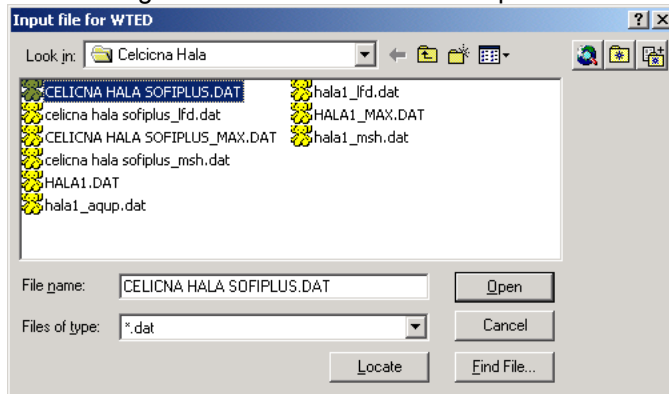 Input file for WTED
Look in: Celcicna Hala
CELICNA HALA SOFIPLUS.DAT
celicna hala sofiplus_lfd.dat
CELICNA HALA SOFIPLUS_MAX.DAT
celicna hala sofiplus_msh.dat
HALA1.DAT
hala1_aqup.dat
hala1_lfd.dat
HALA1_MAX.DAT
hala1_msh.dat
File name: CELICNA HALA SOFIPLUS.DAT
Open
Files of type: *.dat
Cancel
Locate
Find File...